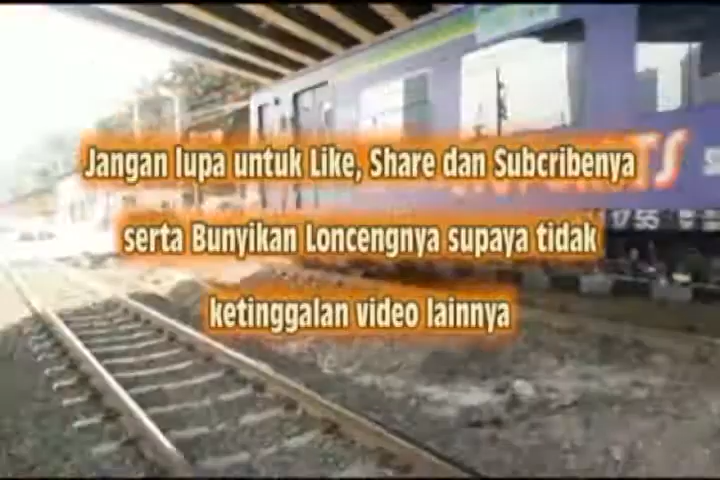 Jangan lupa untuk Like, Share dan Subcribenya
serta Bunyikan Loncengnya supaya tidak
ketinggalan video lainnya